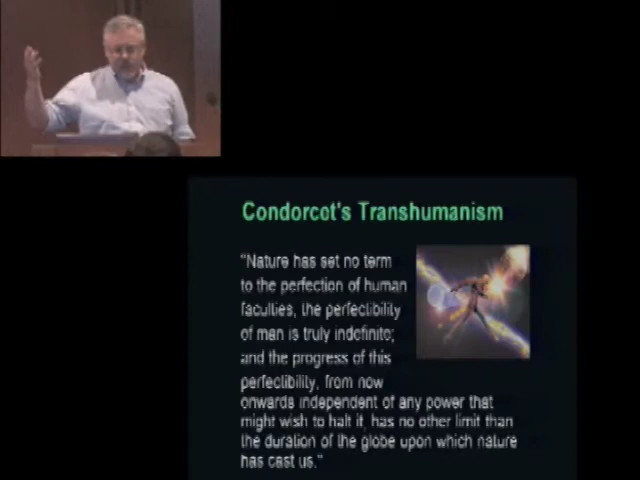 Condorcet's Transhumanism
"Nature has set no term
to the perfection of human
faculties, the perfectibility
of man is truly indefinite;
and the progress of this
perfectibility, from now
onwards independent of any power that
might wish to halt it, has no other limit than
the duration of the globe upon which nature
has cast us."